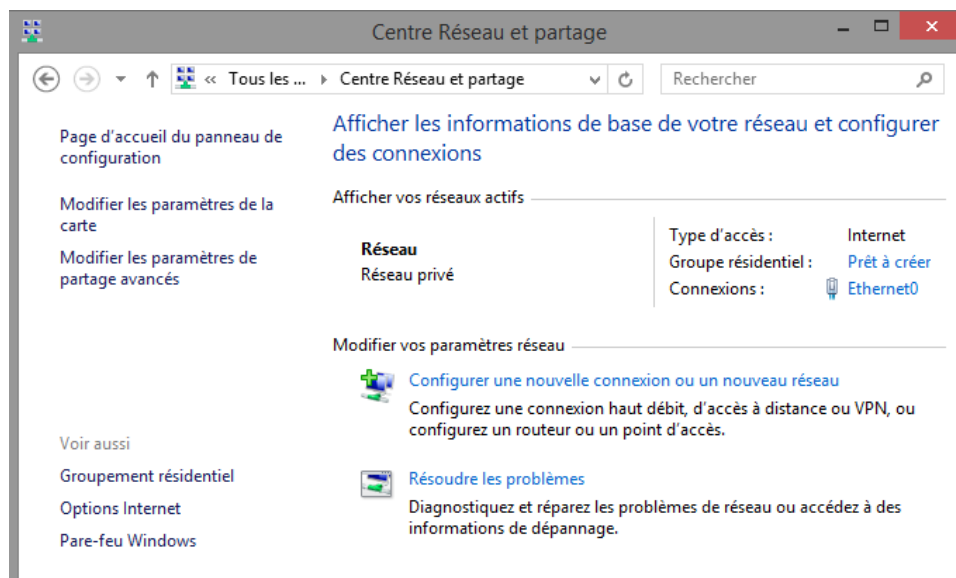 Centre Réseau et partage
« Tous les ... Centre Réseau et partage Rechercher
Page d'accueil du panneau de
configuration
Modifier les paramètres de la
carte
Modifier les paramètres de
partage avancés
Voir aussi
Groupement résidentiel
Options Internet
Pare-feu Windows
Afficher les informations de base de votre réseau et configurer
des connexions
Afficher vos réseaux actifs
Réseau
Réseau privé
Type d'accès : Internet
Groupe résidentiel : Prêt à créer
Connexions : Ethernet0
Modifier vos paramètres réseau
Configurer une nouvelle connexion ou un nouveau réseau
Configurez une connexion haut débit, d'accès à distance ou VPN, ou
configurez un routeur ou un point d'accès.
Résoudre les problèmes
Diagnostiquez et réparez les problèmes de réseau ou accédez à des
informations de dépannage.